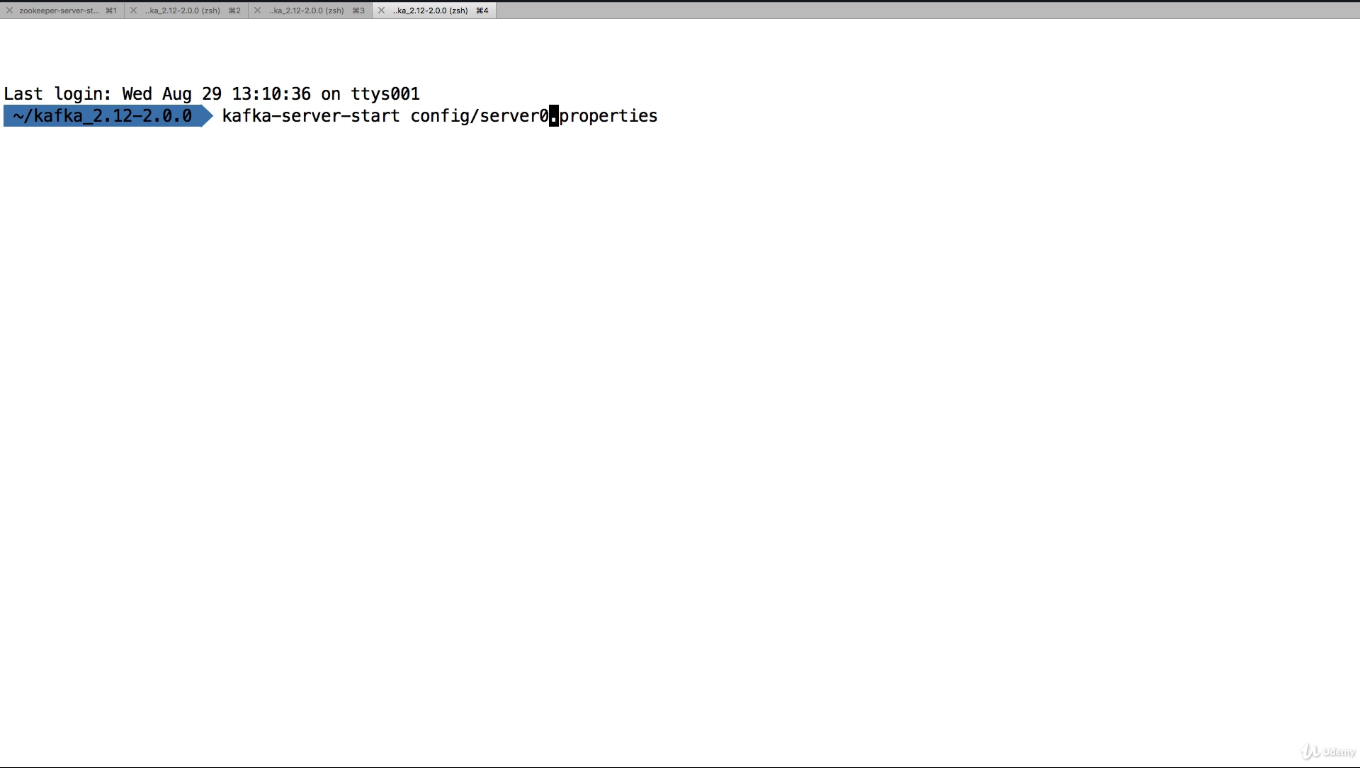 zookeeper-server-st... ⌘1 ..ka_2.12-2.0.0 (zsh) ⌘2 ..ka_2.12-2.0.0 (zsh) ⌘3 ..ka_2.12-2.0.0 (zsh) ⌘4
Last login: Wed Aug 29 13:10:36 on ttys001
~/kafka_2.12-2.0.0 kafka-server-start config/server0.properties
Udemy